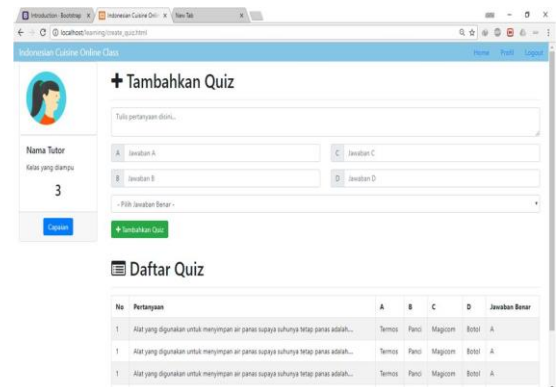 Introduction · Bootstrap
Indonesian Cuisine Onli
New Tab
localhost/learning/create_quiz.html
Indonesian Cuisine Online Class
Home Profil Logout
Tambahkan Quiz
Tulis pertanyaan disini...
Nama Tutor
Kelas yang diampu
3
Capaian
A Jawaban A C Jawaban C
B Jawaban B D Jawaban D
- Pilih Jawaban Benar -
Tambahkan Quiz
Daftar Quiz
No Pertanyaan A B C D Jawaban Benar
1 Alat yang digunakan untuk menyimpan air panas supaya suhunya tetap panas adalah... Termos Panci Magicom Botol A
1 Alat yang digunakan untuk menyimpan air panas supaya suhunya tetap panas adalah... Termos Panci Magicom Botol A
1 Alat yang digunakan untuk menyimpan air panas supaya suhunya tetap panas adalah... Termos Panci Magicom Botol A